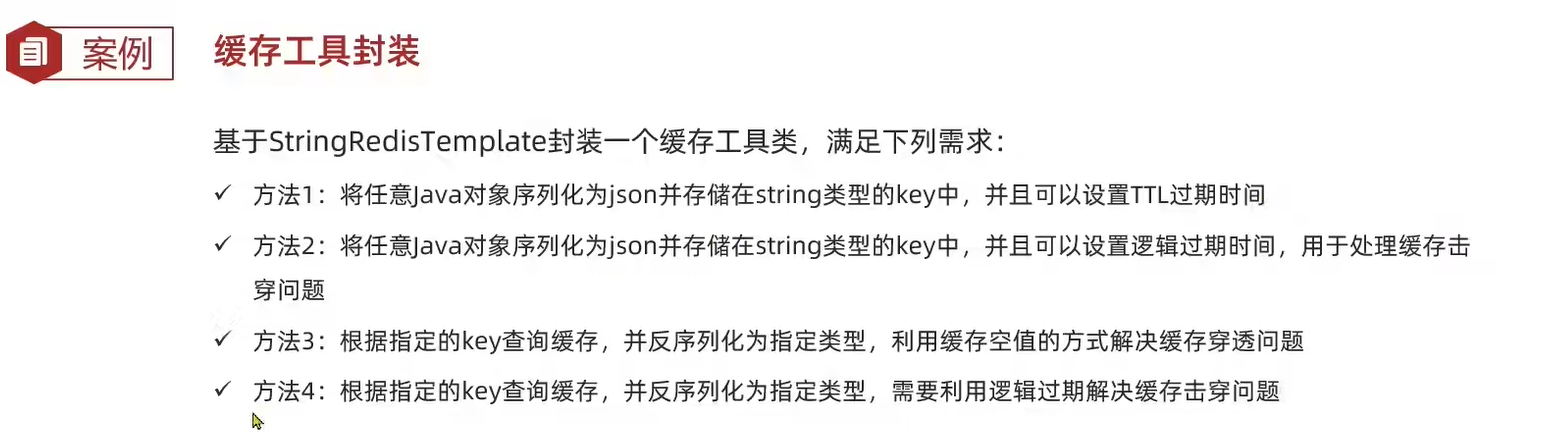 案例 缓存工具封装
基于StringRedisTemplate封装一个缓存工具类，满足下列需求：
✓ 方法1：将任意Java对象序列化为json并存储在string类型的key中，并且可以设置TTL过期时间
✓ 方法2：将任意Java对象序列化为json并存储在string类型的key中，并且可以设置逻辑过期时间，用于处理缓存击
穿问题
✓ 方法3：根据指定的key查询缓存，并反序列化为指定类型，利用缓存空值的方式解决缓存穿透问题
✓ 方法4：根据指定的key查询缓存，并反序列化为指定类型，需要利用逻辑过期解决缓存击穿问题